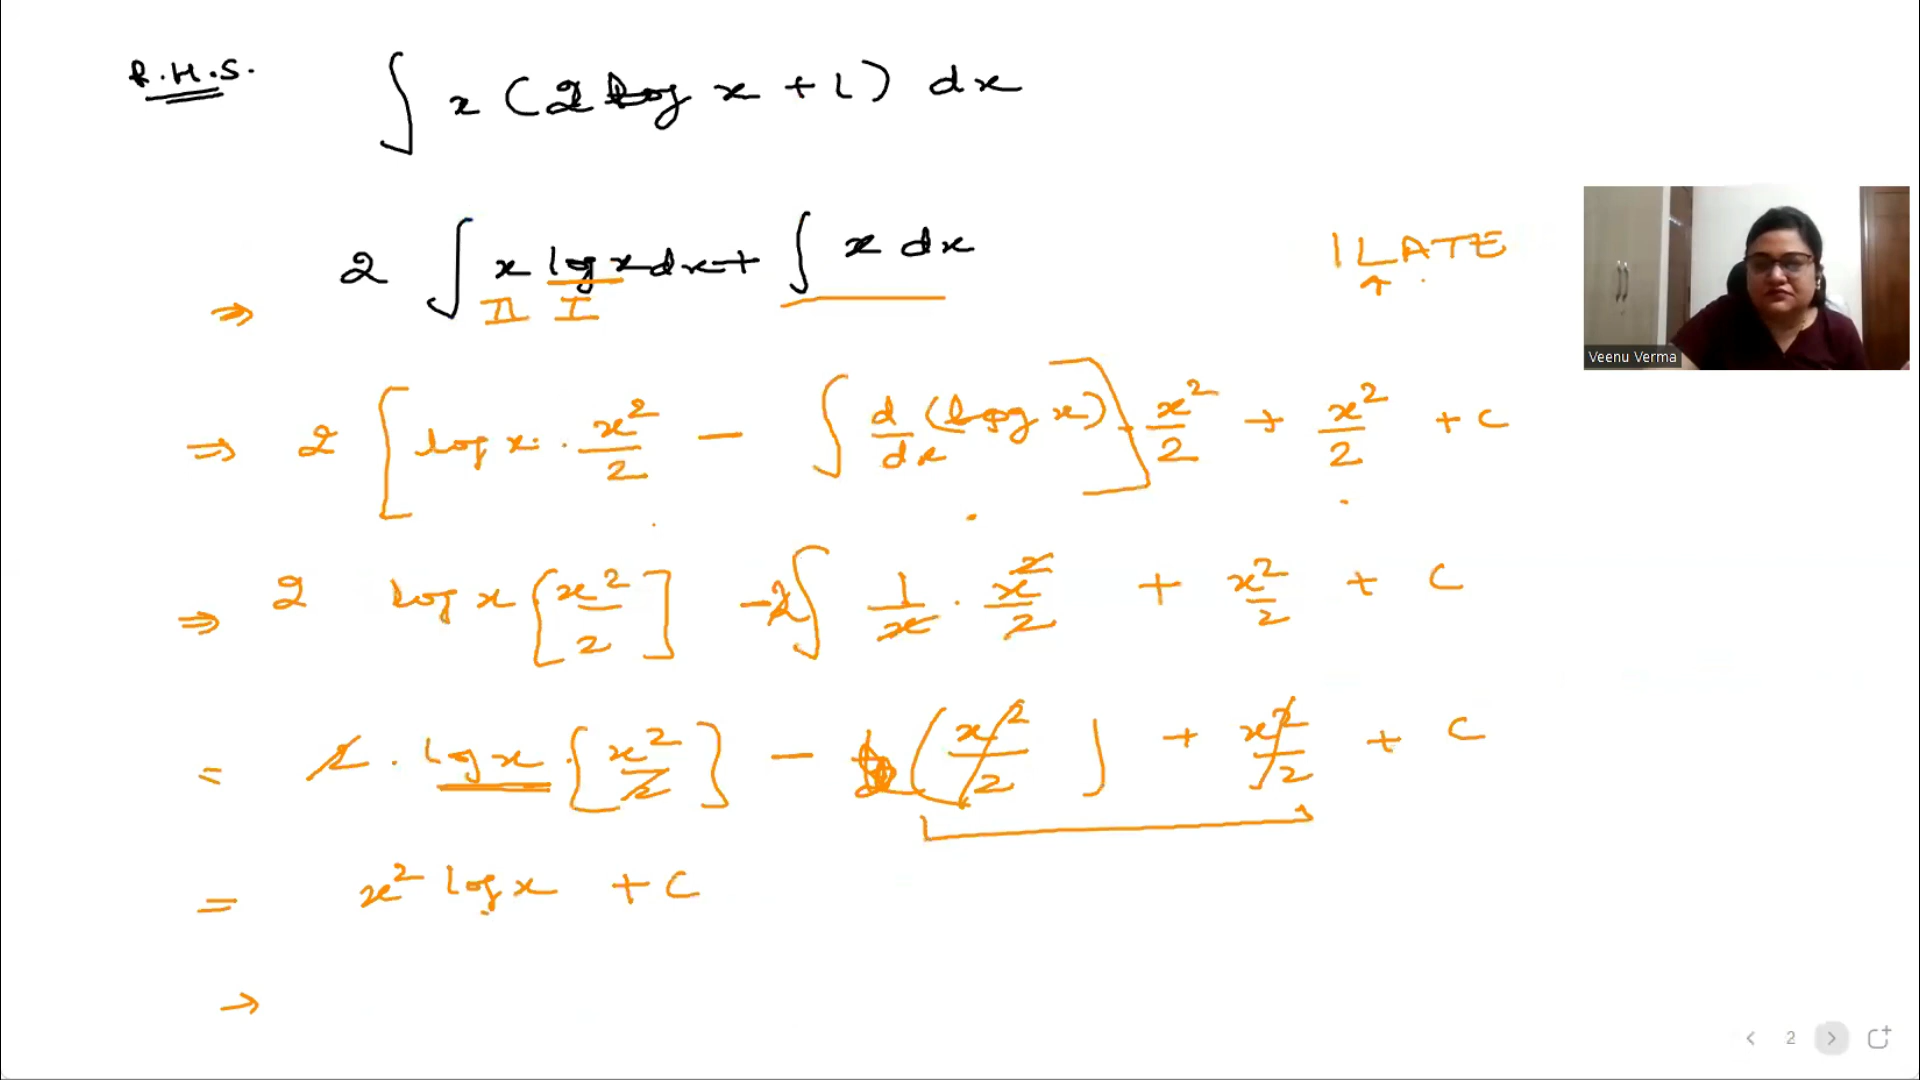 R.H.S. ∫ x (2 log x + 1) dx
⇒ 2 ∫ x log x dx + ∫ x dx
II I
ILATE
↑
Veenu Verma
⇒ 2 [ log x · x²/2 - ∫ d/dx (log x) ] · x²/2 + x²/2 + C
⇒ 2 log x [ x²/2 ] - 2 ∫ 1/x · x²/2 + x²/2 + C
= 2 · log x · [ x²/2 ] - ( x²/2 ) + x²/2 + C
= x² log x + C
→
2